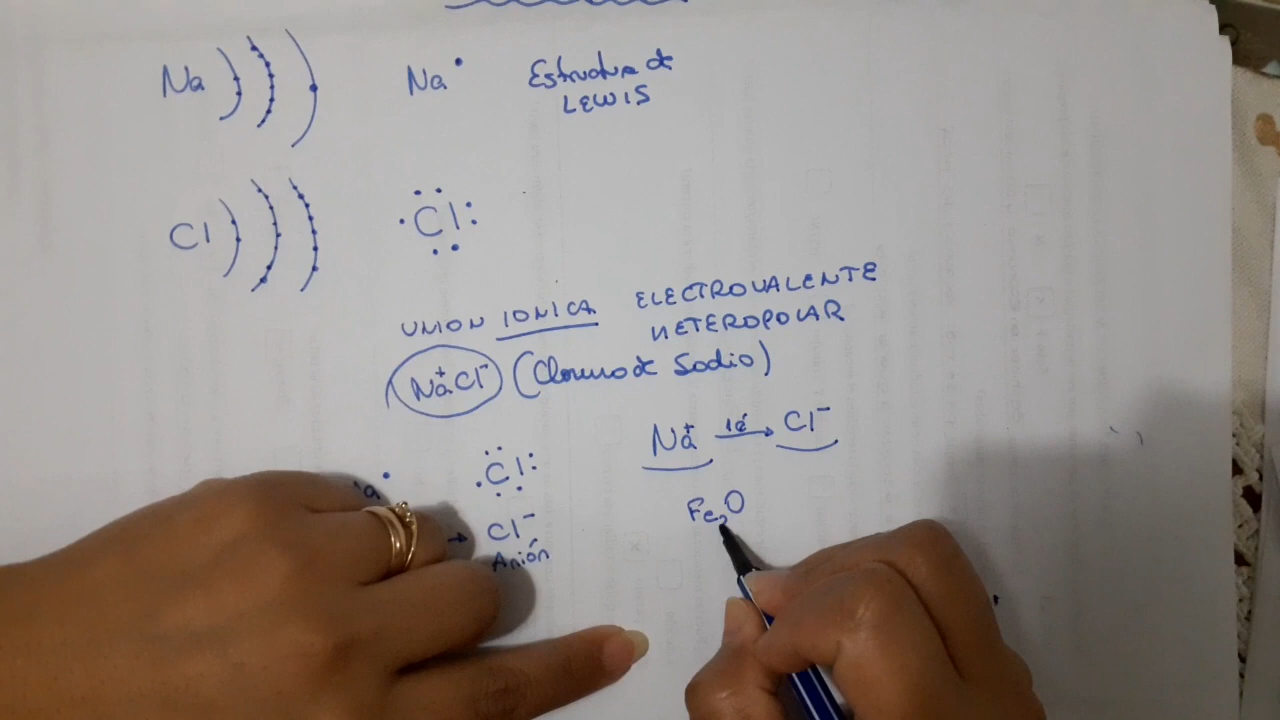 Na Na• Estructura de
LEWIS
Cl Cl
UNION IONICA ELECTROVALENTE
HETEROPOLAR
Na⁺Cl⁻ (Cloruro de Sodio)
Na⁺ 1é→ Cl⁻
Cl
Fe₂O
→ Cl⁻
Anión